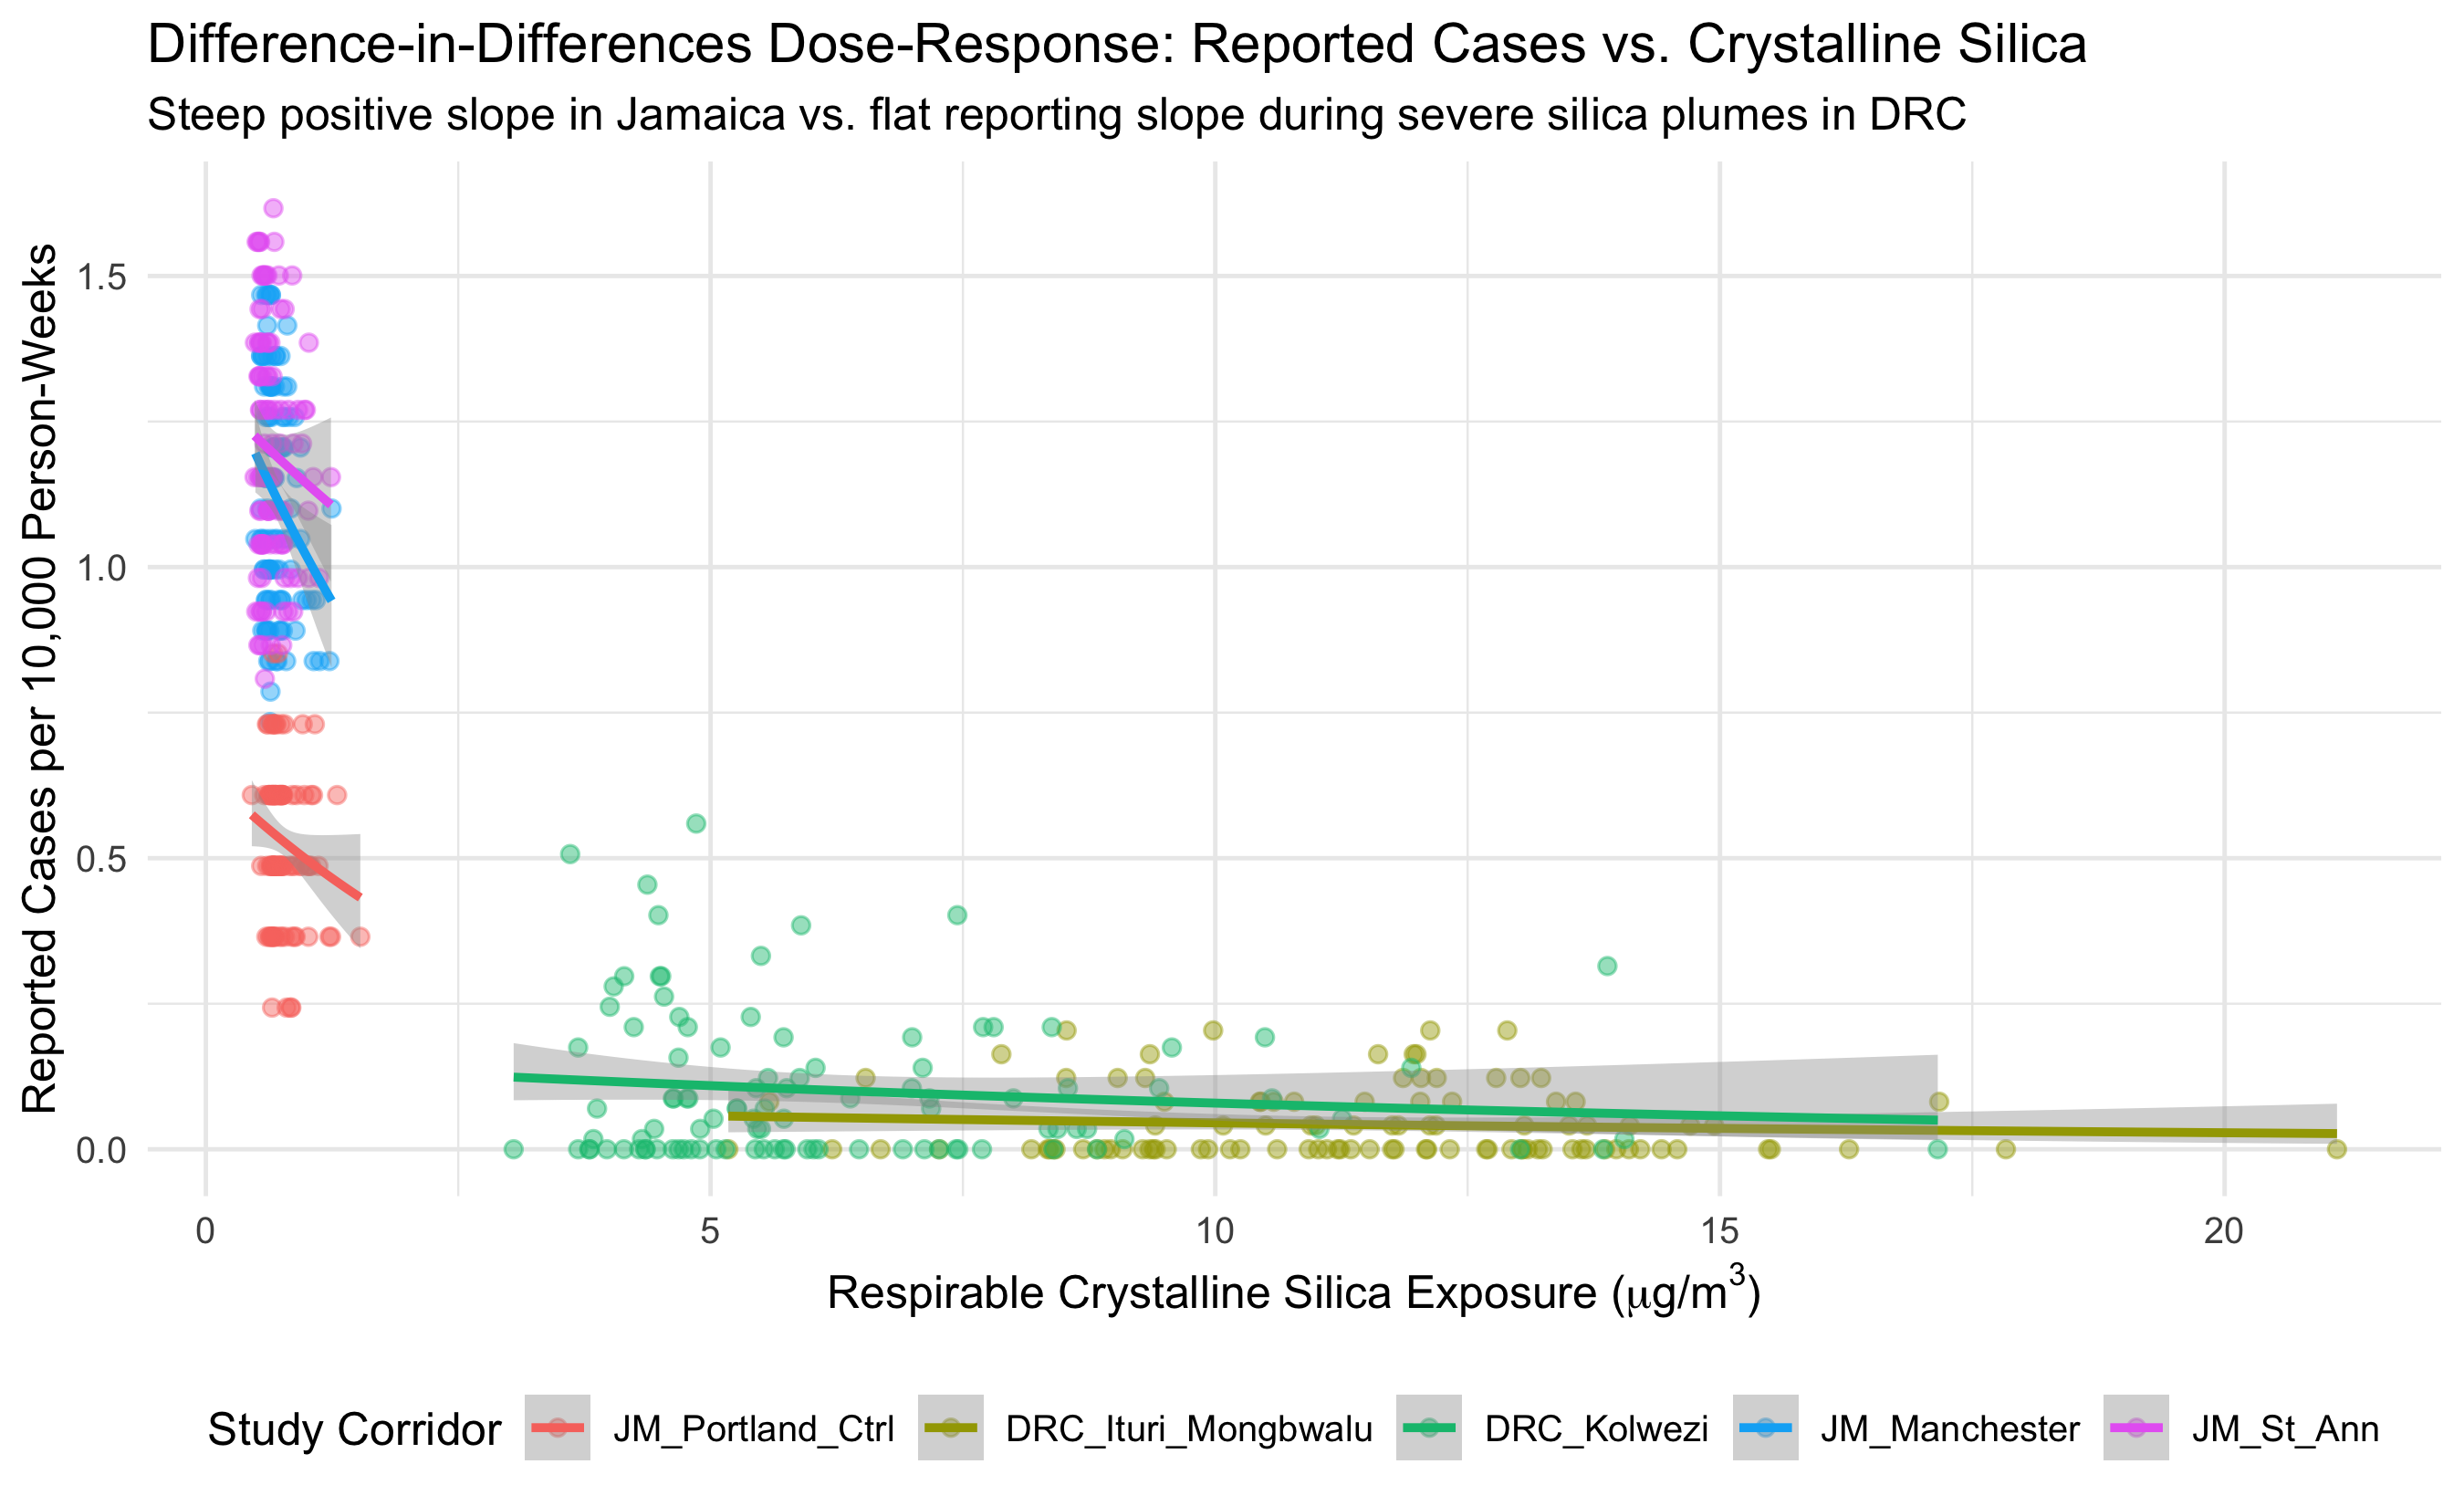 Difference-in-Differences Dose-Response: Reported Cases vs. Crystalline Silica
Steep positive slope in Jamaica vs. flat reporting slope during severe silica plumes in DRC
Reported Cases per 10,000 Person-Weeks
1.5
1.0
0.5
0.0
0 5 10 15 20
Respirable Crystalline Silica Exposure (μg/m³)
Study Corridor JM_Portland_Ctrl DRC_Ituri_Mongbwalu DRC_Kolwezi JM_Manchester JM_St_Ann